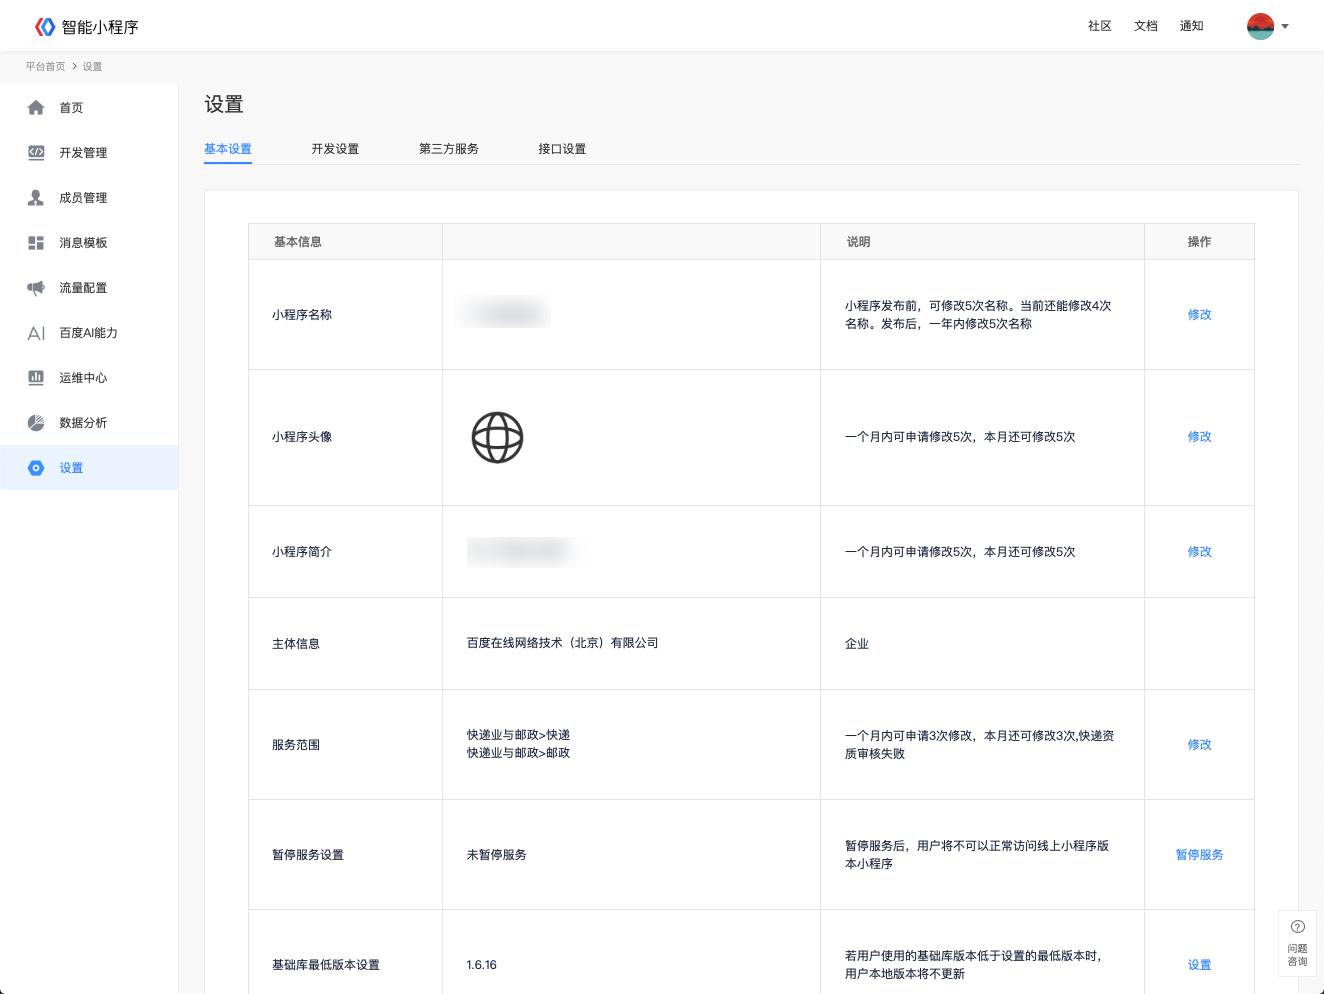 智能小程序
社区
文档
通知
平台首页 > 设置
首页
开发管理
成员管理
消息模板
流量配置
AI 百度AI能力
运维中心
数据分析
设置
设置
基本设置
开发设置
第三方服务
接口设置
基本信息
说明
操作
小程序名称
小程序发布前，可修改5次名称。当前还能修改4次
名称。发布后，一年内修改5次名称
修改
小程序头像
一个月内可申请修改5次，本月还可修改5次
修改
小程序简介
一个月内可申请修改5次，本月还可修改5次
修改
主体信息
百度在线网络技术（北京）有限公司
企业
服务范围
快递业与邮政>快递
快递业与邮政>邮政
一个月内可申请3次修改，本月还可修改3次,快递资
质审核失败
修改
暂停服务设置
未暂停服务
暂停服务后，用户将不可以正常访问线上小程序版
本小程序
暂停服务
基础库最低版本设置
1.6.16
若用户使用的基础库版本低于设置的最低版本时，
用户本地版本将不更新
设置
问题
咨询